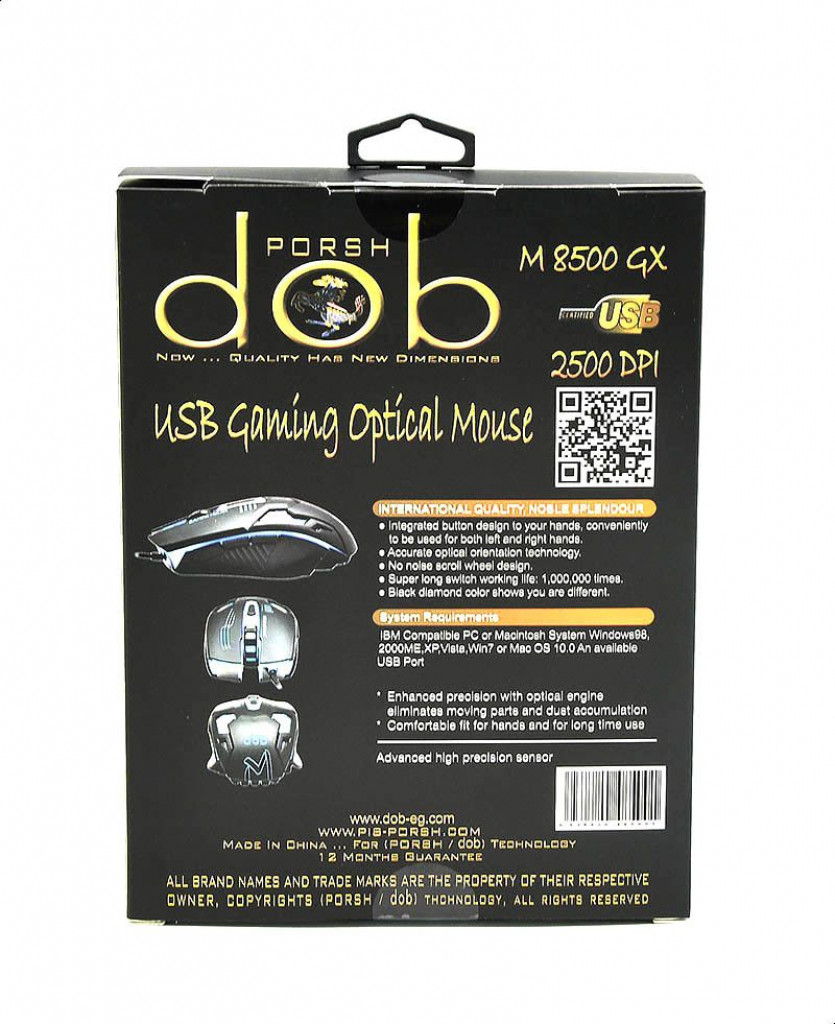 PORSH
dob
Now ... Quality Has New Dimensions
M 8500 GX
CERTIFIED USB
2500 DPI
USB Gaming Optical Mouse
INTERNATIONAL QUALITY, NOBLE SPLENDOUR
● Integrated button design to your hands, conveniently
to be used for both left and right hands.
● Accurate optical orientation technology.
● No noise scroll wheel design.
● Super long switch working life: 1,000,000 times.
● Black diamond color shows you are different.
System Requirements
IBM Compatible PC or Macintosh System Windows98,
2000ME,XP,Vista,Win7 or Mac OS 10.0 An available
USB Port
* Enhanced precision with optical engine
eliminates moving parts and dust accumulation
* Comfortable fit for hands and for long time use
Advanced high precision sensor
dob
www.dob-eg.com
www.PIS-PORSH.COM
Made In China ... For (PORSH / dob) Technology
12 Months Guarantee
ALL BRAND NAMES AND TRADE MARKS ARE THE PROPERTY OF THEIR RESPECTIVE
OWNER, COPYRIGHTS (PORSH / dob) THCHNOLOGY, ALL RIGHTS RESERVED